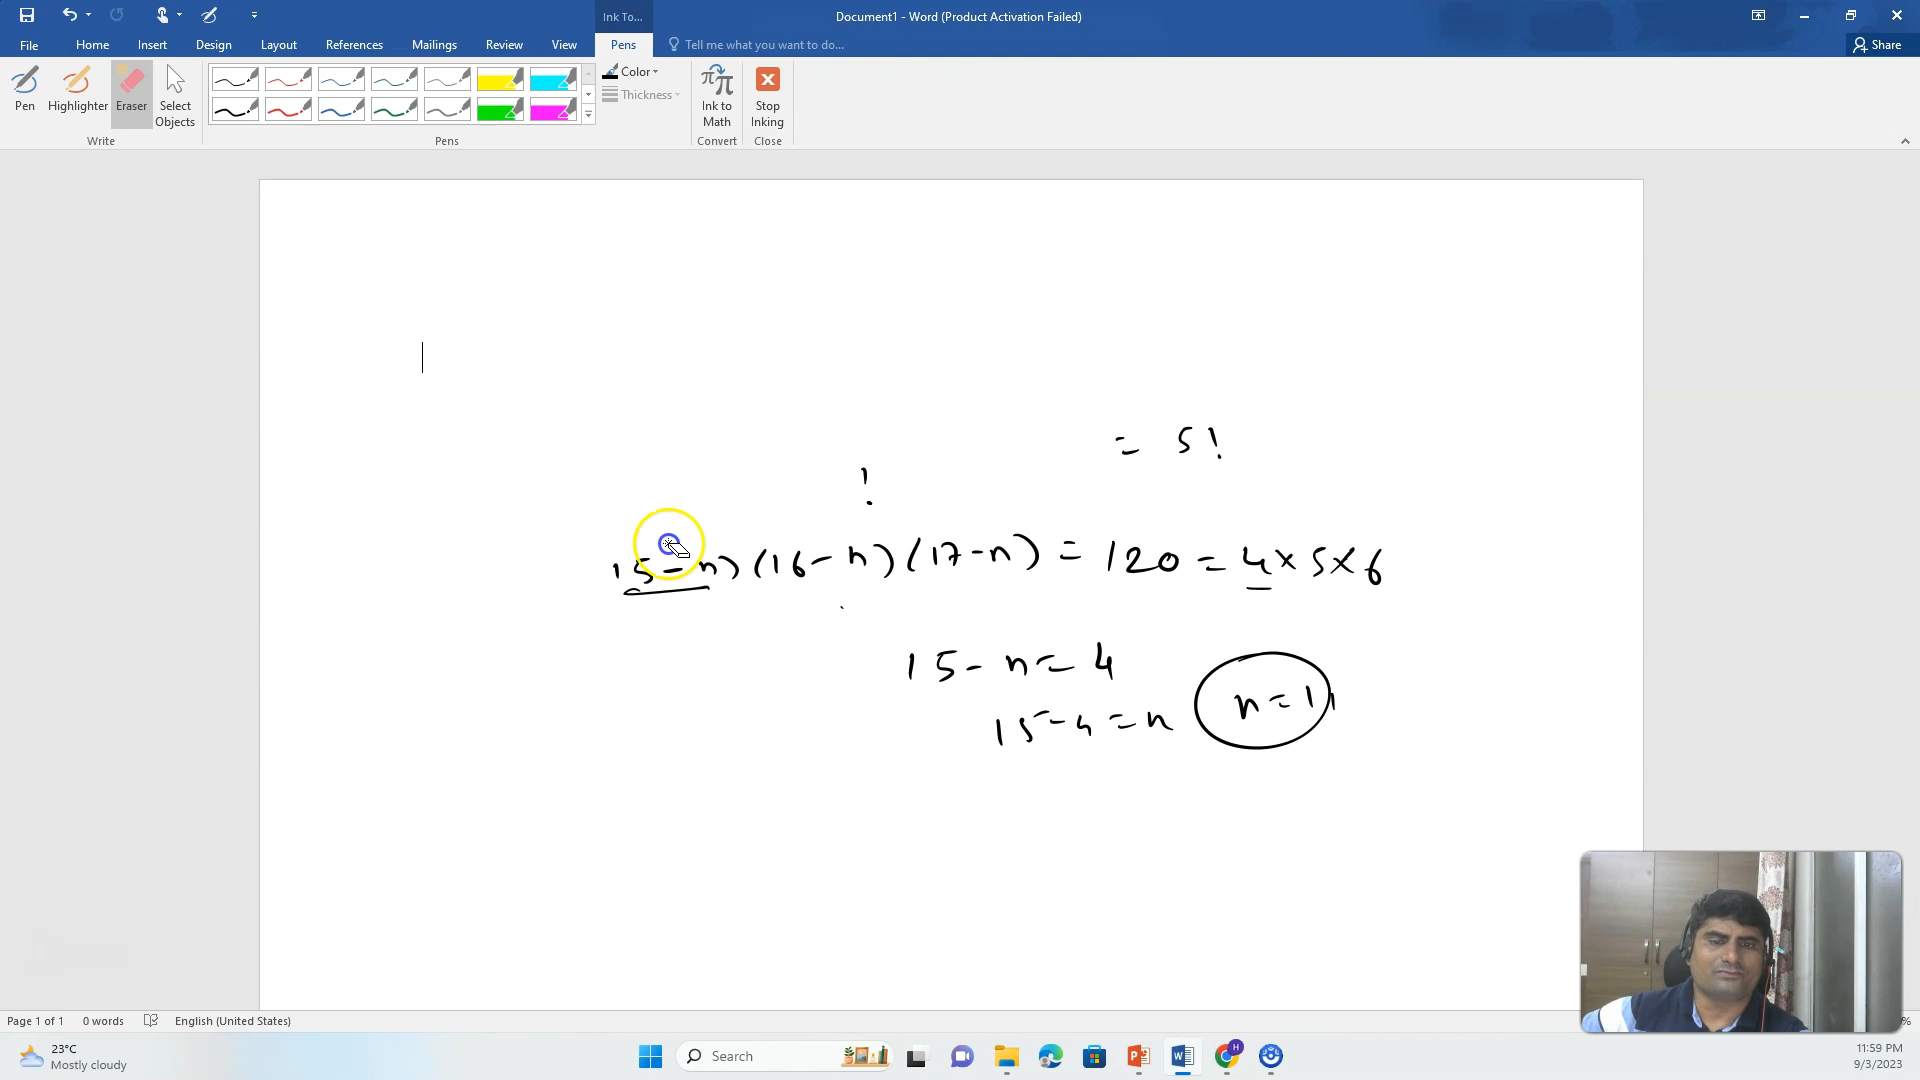 Ink To...
Document1 - Word (Product Activation Failed)
File Home Insert Design Layout References Mailings Review View Pens Tell me what you want to do... Share
Color
Thickness
Pen Highlighter Eraser Select Objects
Ink to Math
Stop Inking
Write Pens Convert Close
= 5!
!
15-n)(16-n)(17-n) = 120 = 4×5×6
15-n=4
15-4=n n=11
Page 1 of 1 0 words English (United States) %
23°C
Mostly cloudy
Search
H
11:59 PM
9/3/2023